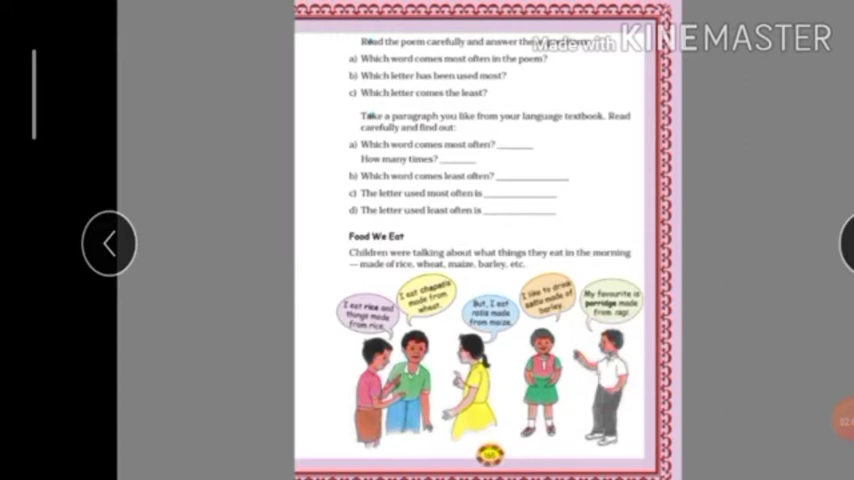 Made with KINEMASTER
Read the poem carefully and answer the
a) Which word comes most often in the poem?
b) Which letter has been used most?
c) Which letter comes the least?
Take a paragraph you like from your language textbook. Read
carefully and find out:
a) Which word comes most often? ________
How many times? ________
b) Which word comes least often? ________________
c) The letter used most often is ________________
d) The letter used least often is ________________
Food We Eat
Children were talking about what things they eat in the morning
— made of rice, wheat, maize, barley, etc.
I eat rice and
things made
from rice.
I eat chapatis
made from
wheat.
But, I eat
rotis made
from maize.
I like to drink
sattu made of
barley.
My favourite is
porridge made
from ragi.